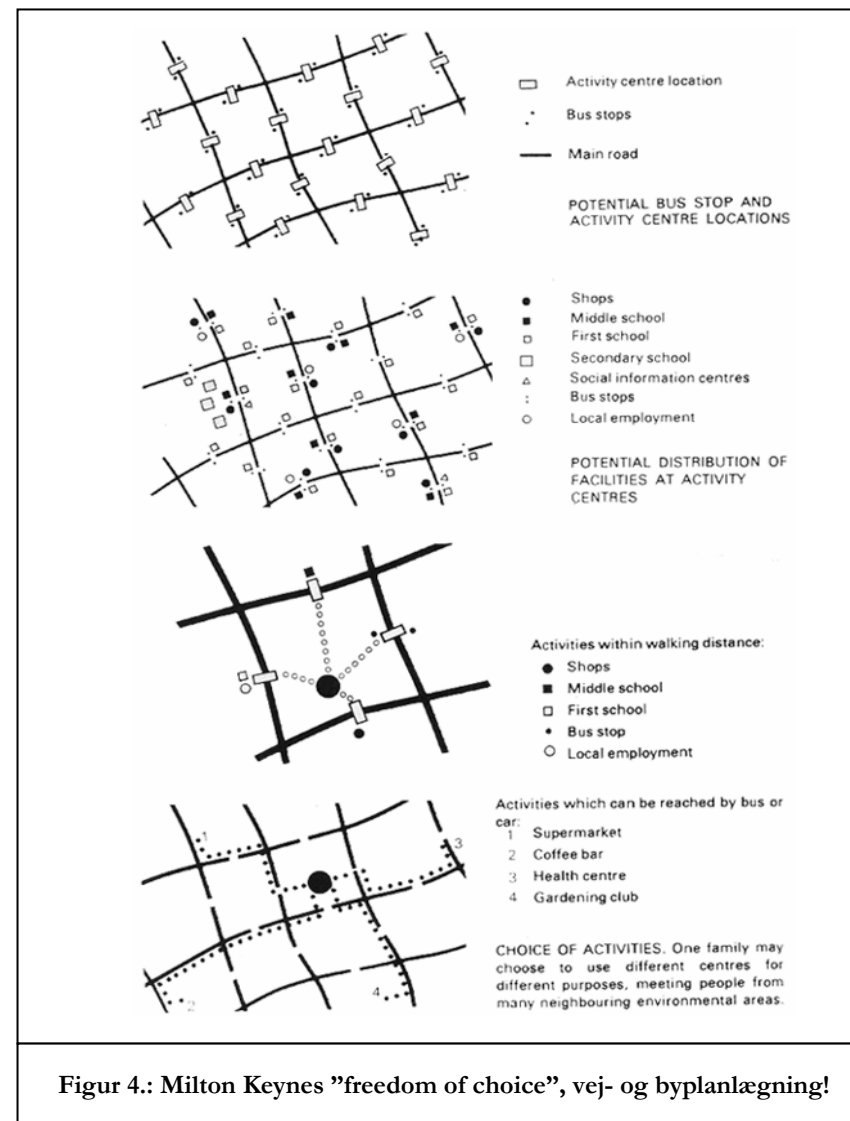 Activity centre location
Bus stops
Main road
POTENTIAL BUS STOP AND
ACTIVITY CENTRE LOCATIONS
Shops
Middle school
First school
Secondary school
Social information centres
Bus stops
Local employment
POTENTIAL DISTRIBUTION OF
FACILITIES AT ACTIVITY
CENTRES
Activities within walking distance:
Shops
Middle school
First school
Bus stop
Local employment
1
2
3
4
Activities which can be reached by bus or
car:
1 Supermarket
2 Coffee bar
3 Health centre
4 Gardening club
CHOICE OF ACTIVITIES. One family may
choose to use different centres for
different purposes, meeting people from
many neighbouring environmental areas.
Figur 4.: Milton Keynes ”freedom of choice”, vej- og byplanlægning!